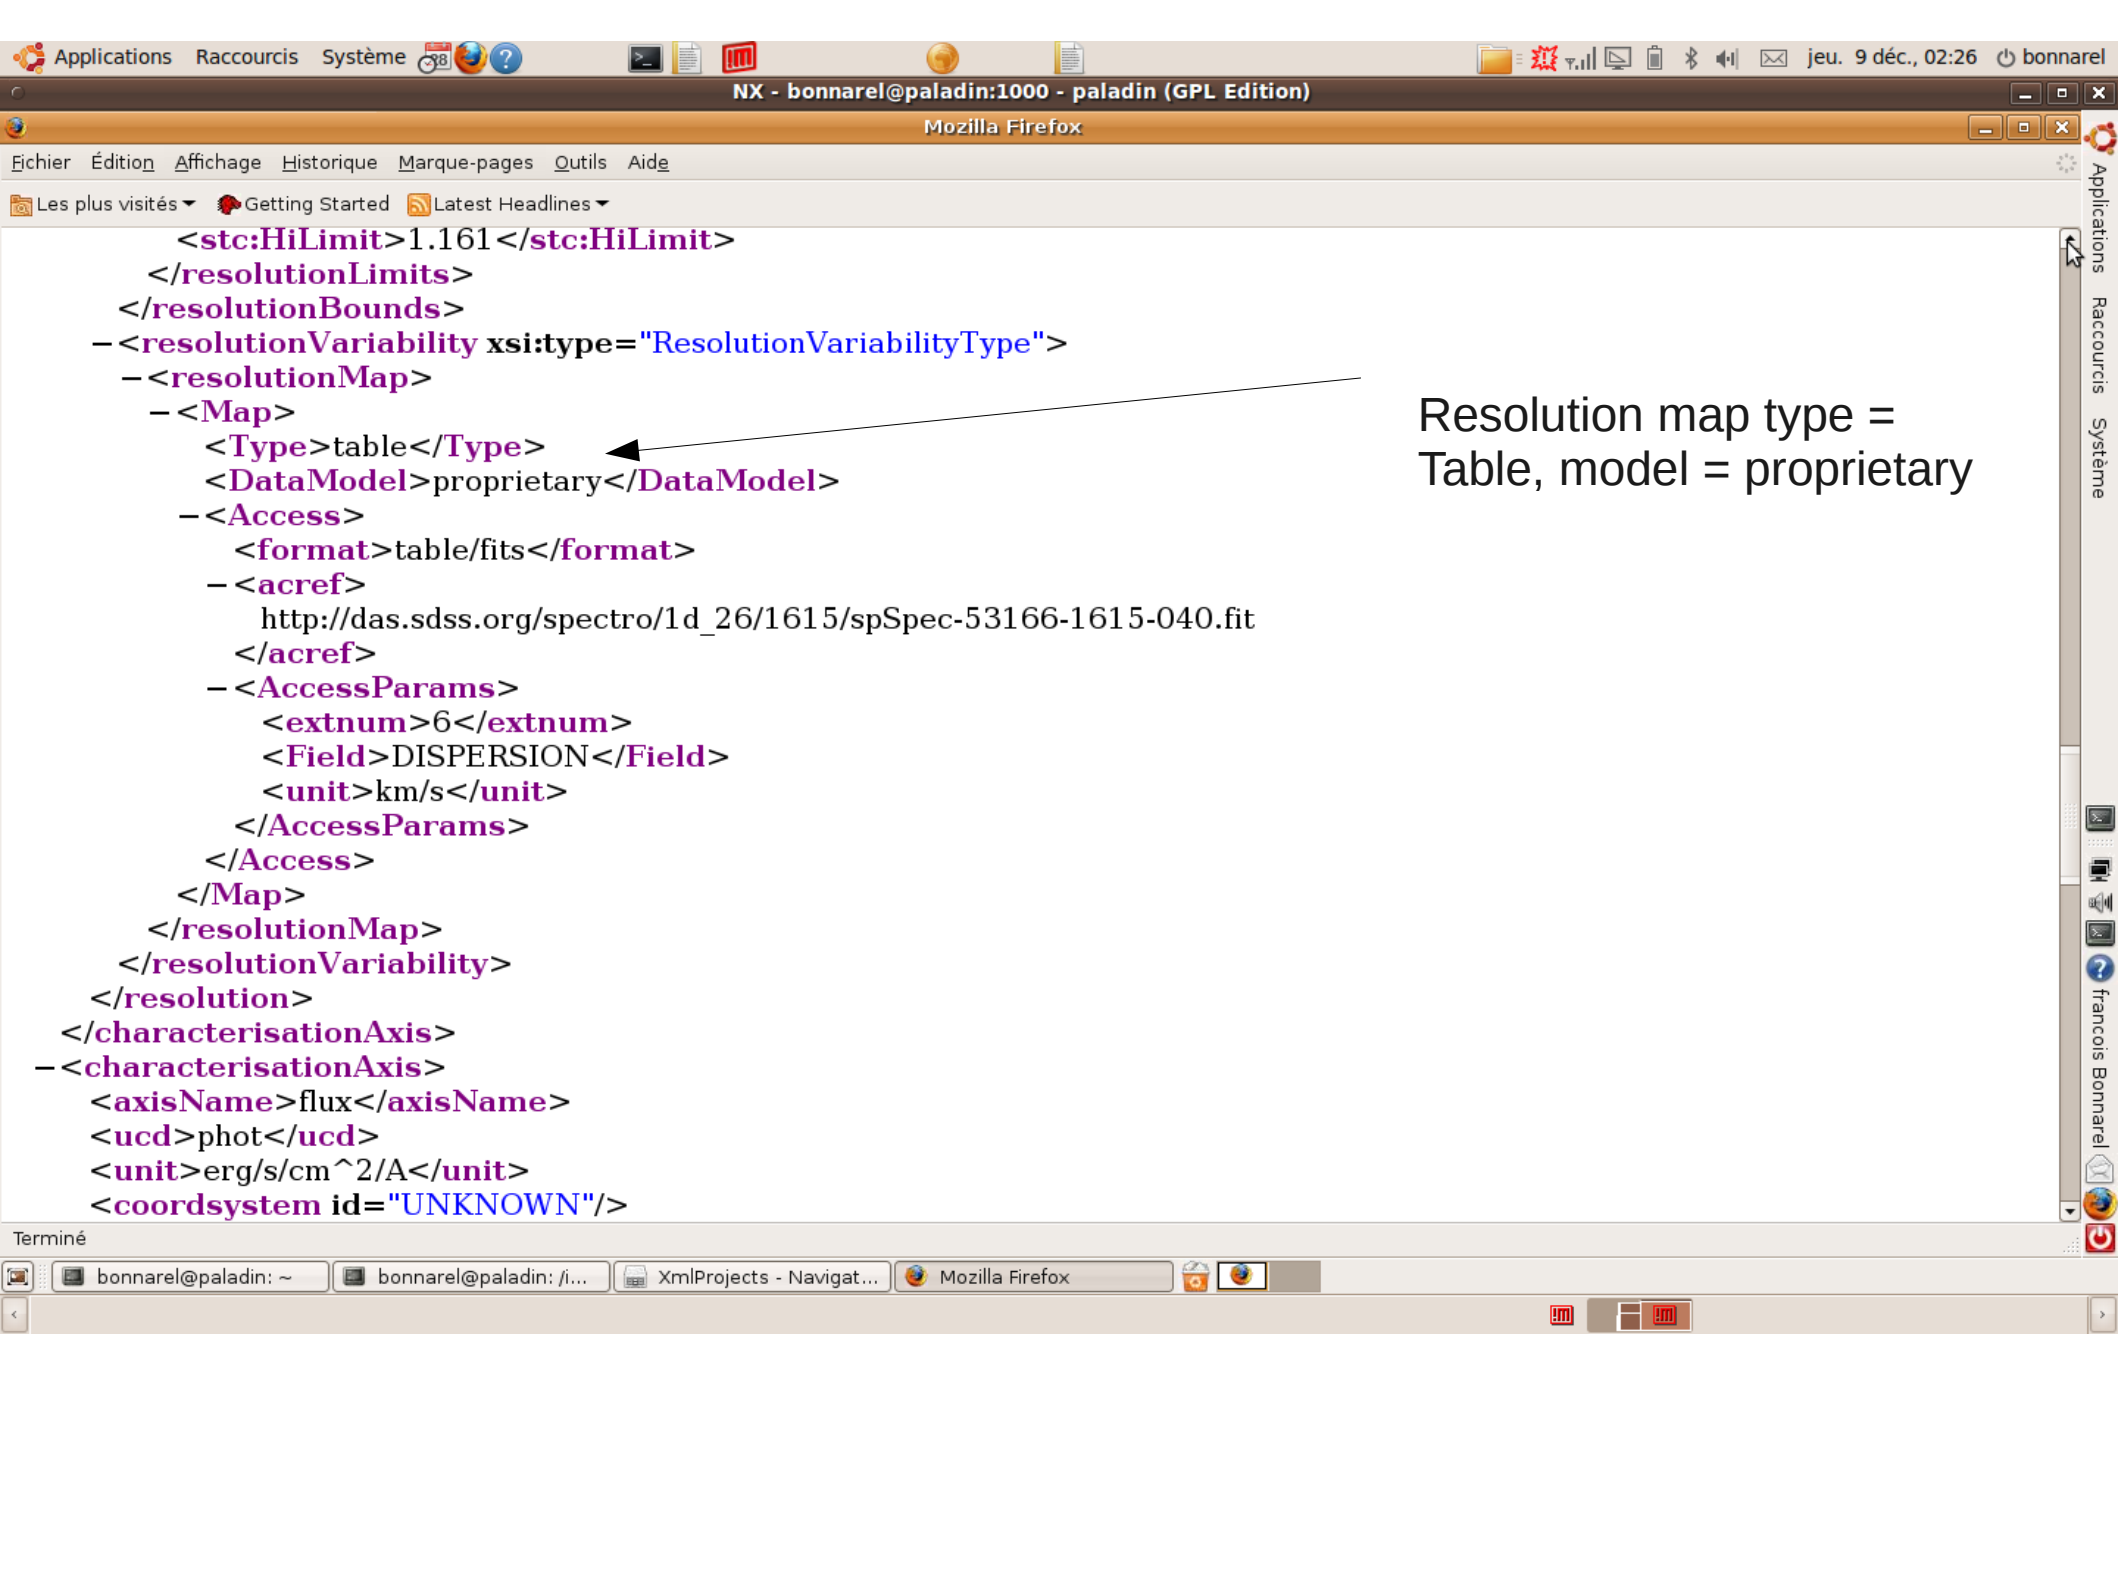 Applications Raccourcis Système
jeu. 9 déc., 02:26 bonnarel
NX - bonnarel@paladin:1000 - paladin (GPL Edition)
Mozilla Firefox
Fichier Édition Affichage Historique Marque-pages Outils Aide
Les plus visités Getting Started Latest Headlines
<stc:HiLimit>1.161</stc:HiLimit>
</resolutionLimits>
</resolutionBounds>
−<resolutionVariability xsi:type="ResolutionVariabilityType">
−<resolutionMap>
−<Map>
<Type>table</Type>
<DataModel>proprietary</DataModel>
−<Access>
<format>table/fits</format>
−<acref>
http://das.sdss.org/spectro/1d_26/1615/spSpec-53166-1615-040.fit
</acref>
−<AccessParams>
<extnum>6</extnum>
<Field>DISPERSION</Field>
<unit>km/s</unit>
</AccessParams>
</Access>
</Map>
</resolutionMap>
</resolutionVariability>
</resolution>
</characterisationAxis>
−<characterisationAxis>
<axisName>flux</axisName>
<ucd>phot</ucd>
<unit>erg/s/cm^2/A</unit>
<coordsystem id="UNKNOWN"/>
Resolution map type =
Table, model = proprietary
Applications Raccourcis Système
francois Bonnarel
Terminé
bonnarel@paladin: ~ bonnarel@paladin: /i... XmlProjects - Navigat... Mozilla Firefox